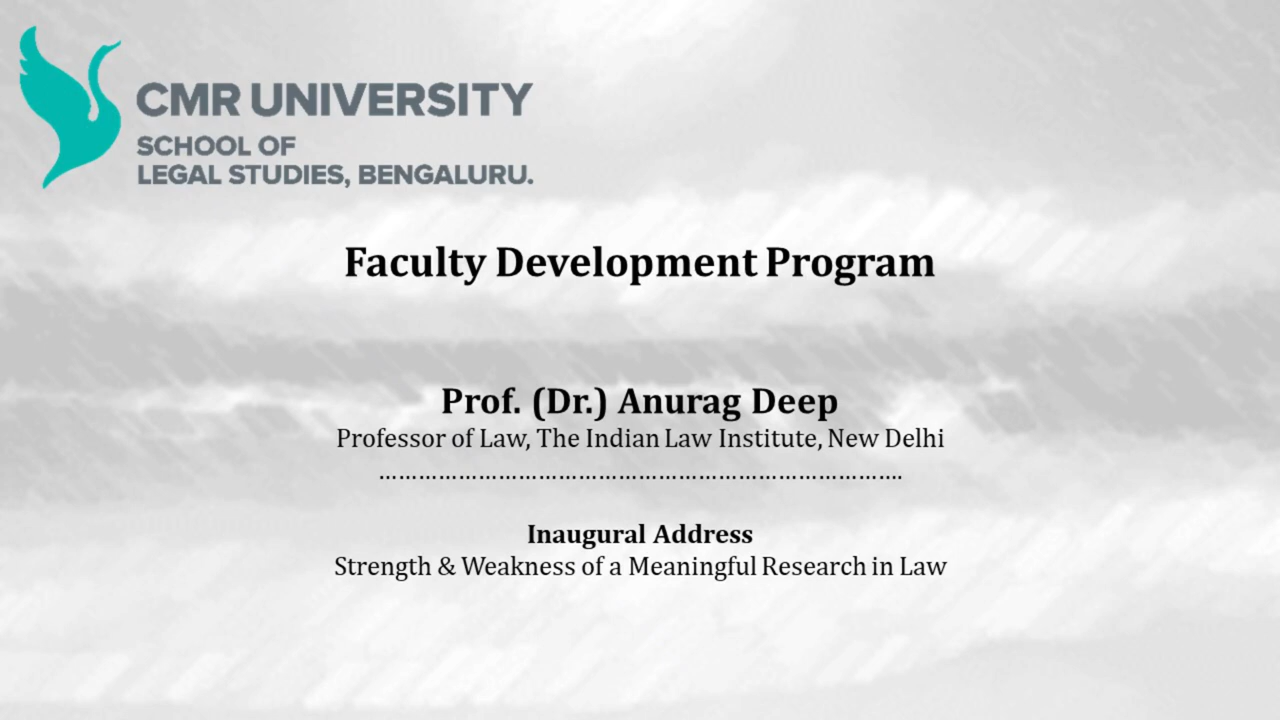 CMR UNIVERSITY
SCHOOL OF
LEGAL STUDIES, BENGALURU.
Faculty Development Program
Prof. (Dr.) Anurag Deep
Professor of Law, The Indian Law Institute, New Delhi
…………………………………………………………………….
Inaugural Address
Strength & Weakness of a Meaningful Research in Law